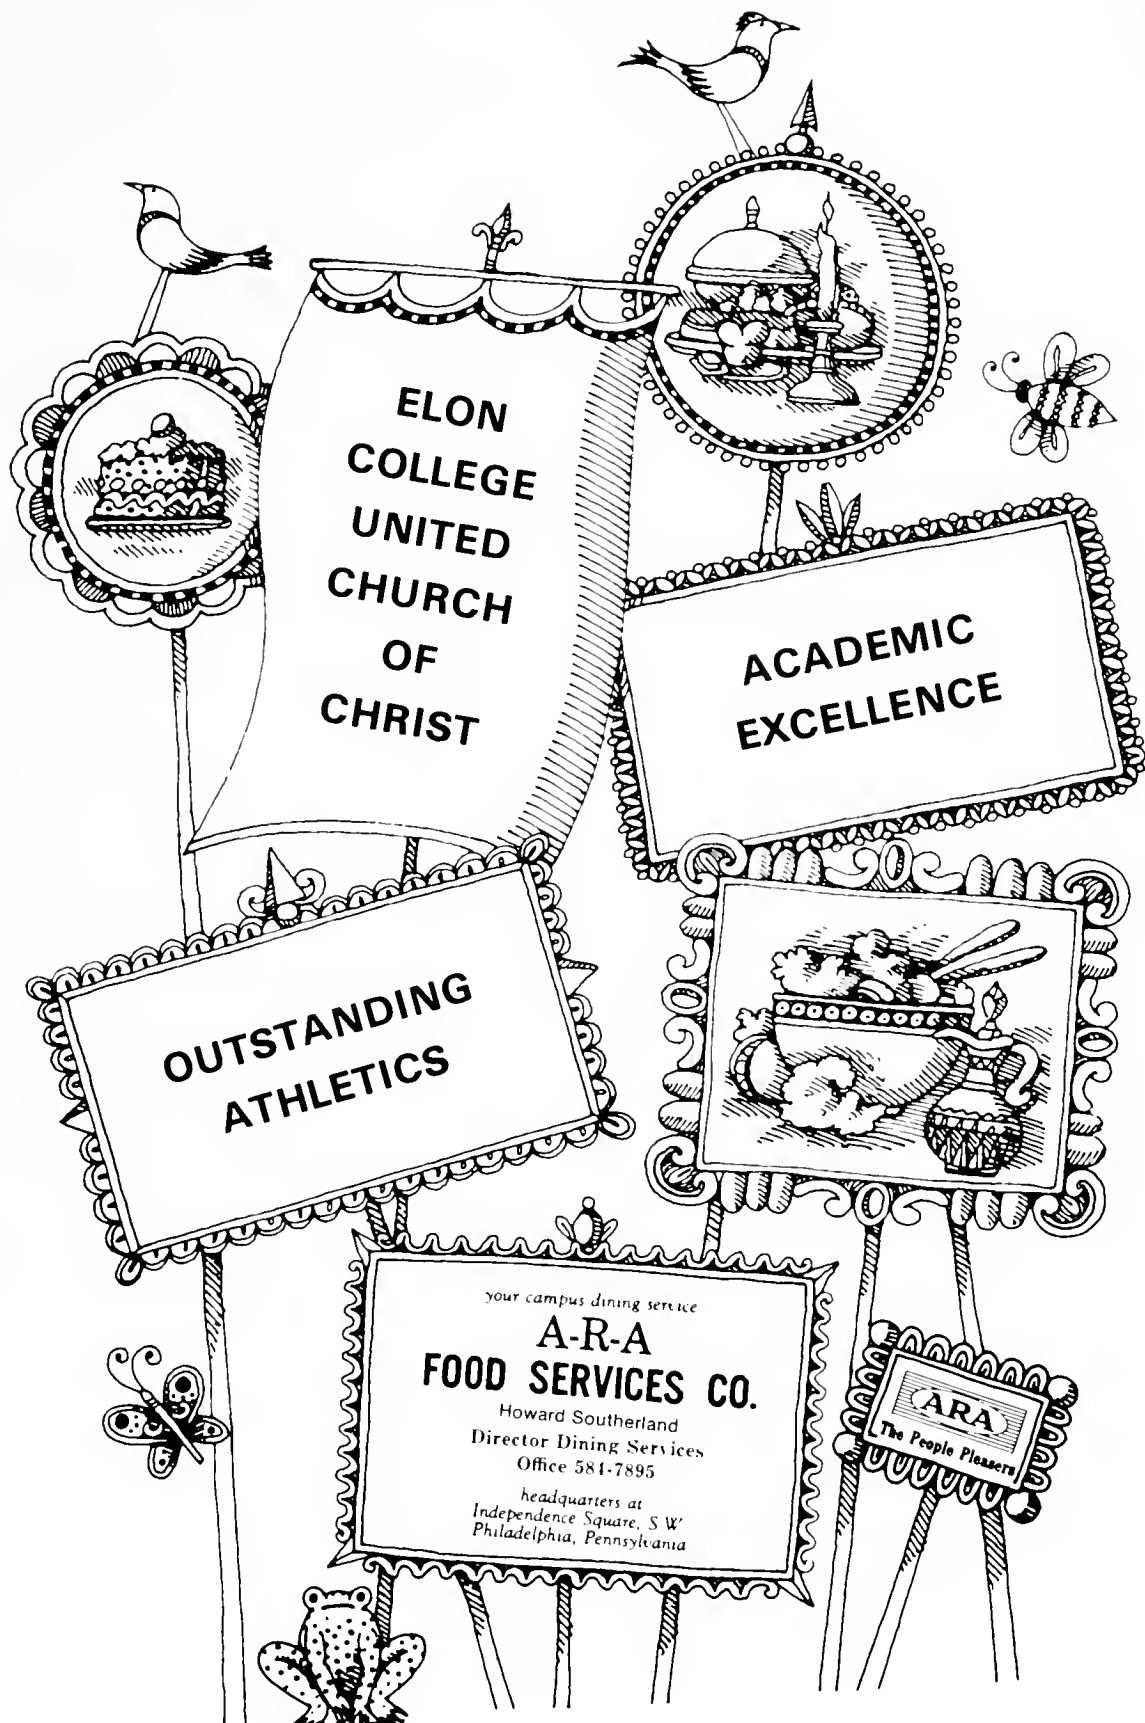 ELON
COLLEGE
UNITED
CHURCH
OF
CHRIST
ACADEMIC
EXCELLENCE
OUTSTANDING
ATHLETICS
your campus dining service
A-R-A
FOOD SERVICES CO.
Howard Southerland
Director Dining Services
Office 584-7895
headquarters at
Independence Square, S W
Philadelphia, Pennsylvania
ARA
The People Pleasers